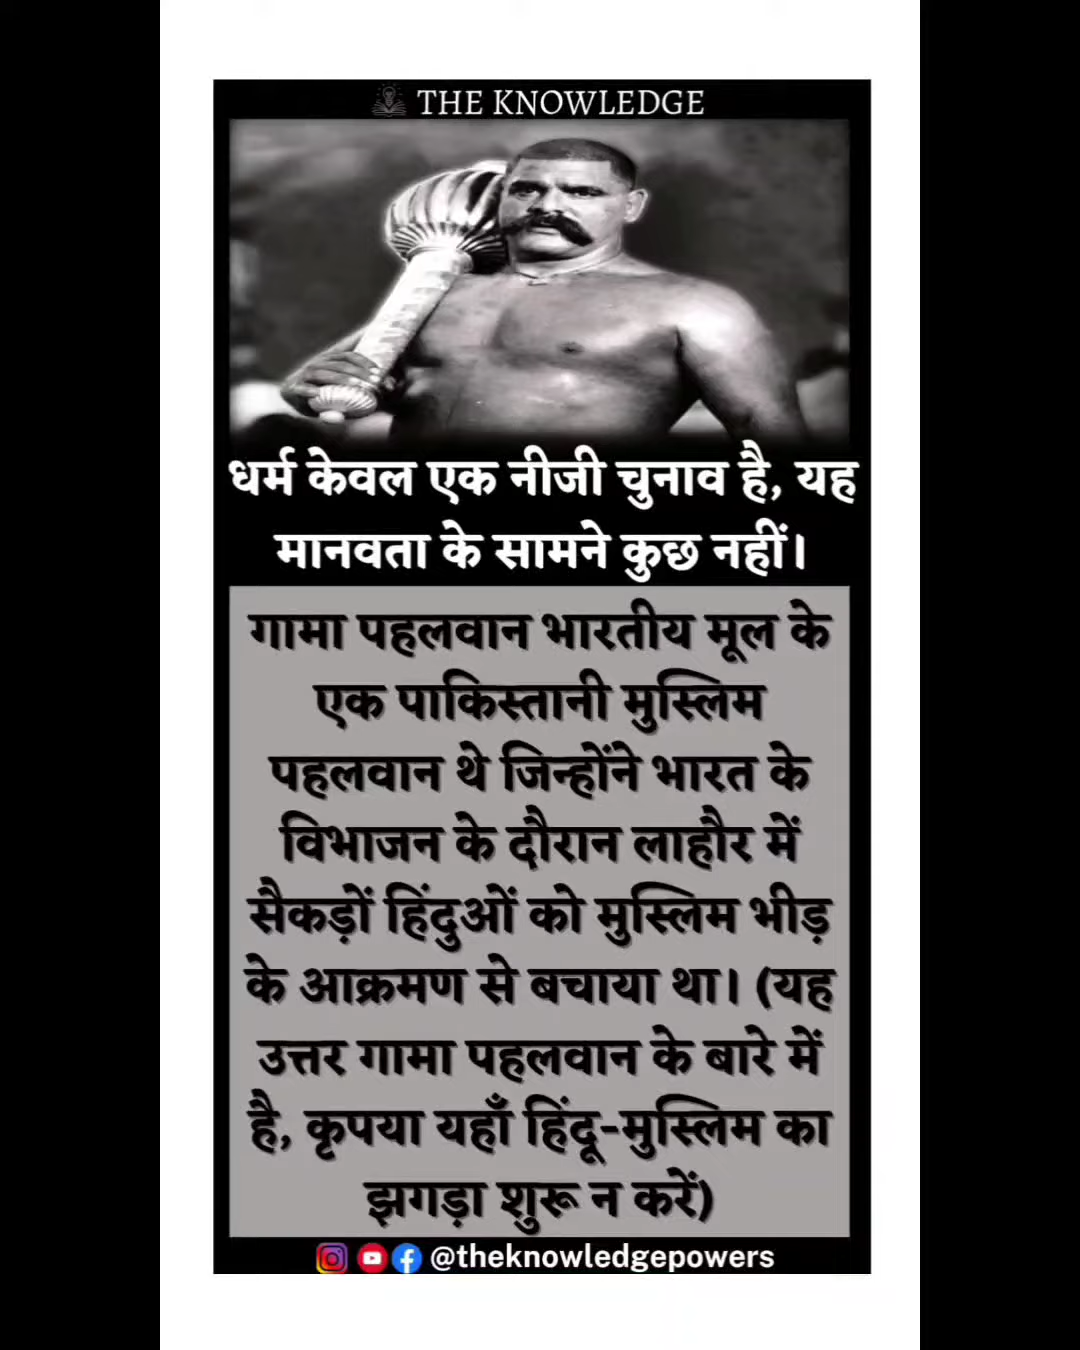 THE KNOWLEDGE
धर्म केवल एक नीजी चुनाव है, यह
मानवता के सामने कुछ नहीं।
गामा पहलवान भारतीय मूल के
एक पाकिस्तानी मुस्लिम
पहलवान थे जिन्होंने भारत के
विभाजन के दौरान लाहौर में
सैकड़ों हिंदुओं को मुस्लिम भीड़
के आक्रमण से बचाया था। (यह
उत्तर गामा पहलवान के बारे में
है, कृपया यहाँ हिंदू-मुस्लिम का
झगड़ा शुरू न करें)
@theknowledgepowers